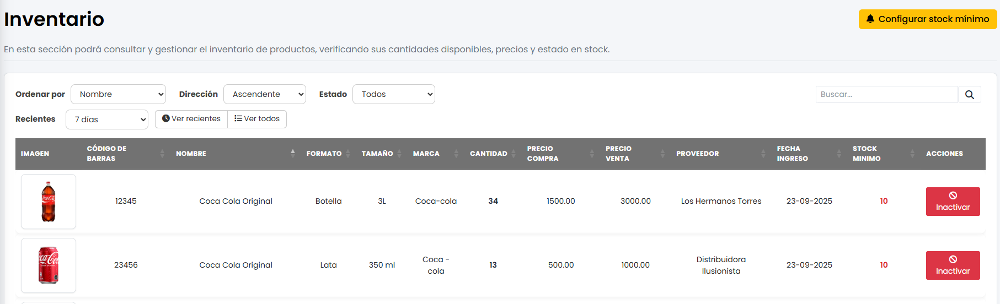 Inventario
Configurar stock mínimo
En esta sección podrá consultar y gestionar el inventario de productos, verificando sus cantidades disponibles, precios y estado en stock.
Ordenar por Nombre Dirección Ascendente Estado Todos Buscar...
Recientes 7 días Ver recientes Ver todos
IMAGEN CÓDIGO DE BARRAS NOMBRE FORMATO TAMAÑO MARCA CANTIDAD PRECIO COMPRA PRECIO VENTA PROVEEDOR FECHA INGRESO STOCK MINIMO ACCIONES
Coca-Cola
12345 Coca Cola Original Botella 3L Coca-cola 34 1500.00 3000.00 Los Hermanos Torres 23-09-2025 10 Inactivar
Coca-Col
23456 Coca Cola Original Lata 350 ml Coca - cola 13 500.00 1000.00 Distribuidora Ilusionista 23-09-2025 10 Inactivar